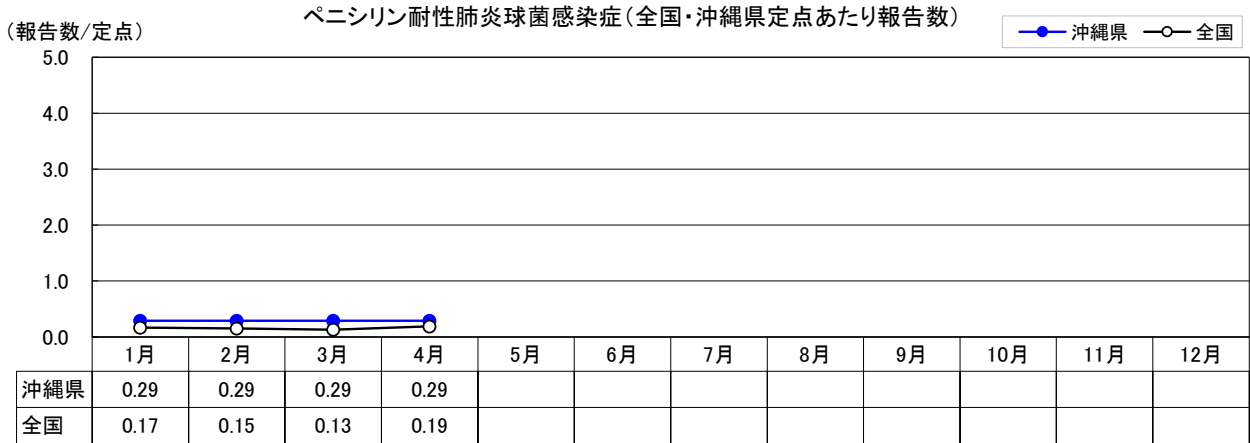 ペニシリン耐性肺炎球菌感染症(全国・沖縄県定点あたり報告数)
(報告数/定点)
沖縄県 全国
5.0
4.0
3.0
2.0
1.0
0.0
1月 2月 3月 4月 5月 6月 7月 8月 9月 10月 11月 12月
沖縄県 0.29 0.29 0.29 0.29
全国 0.17 0.15 0.13 0.19